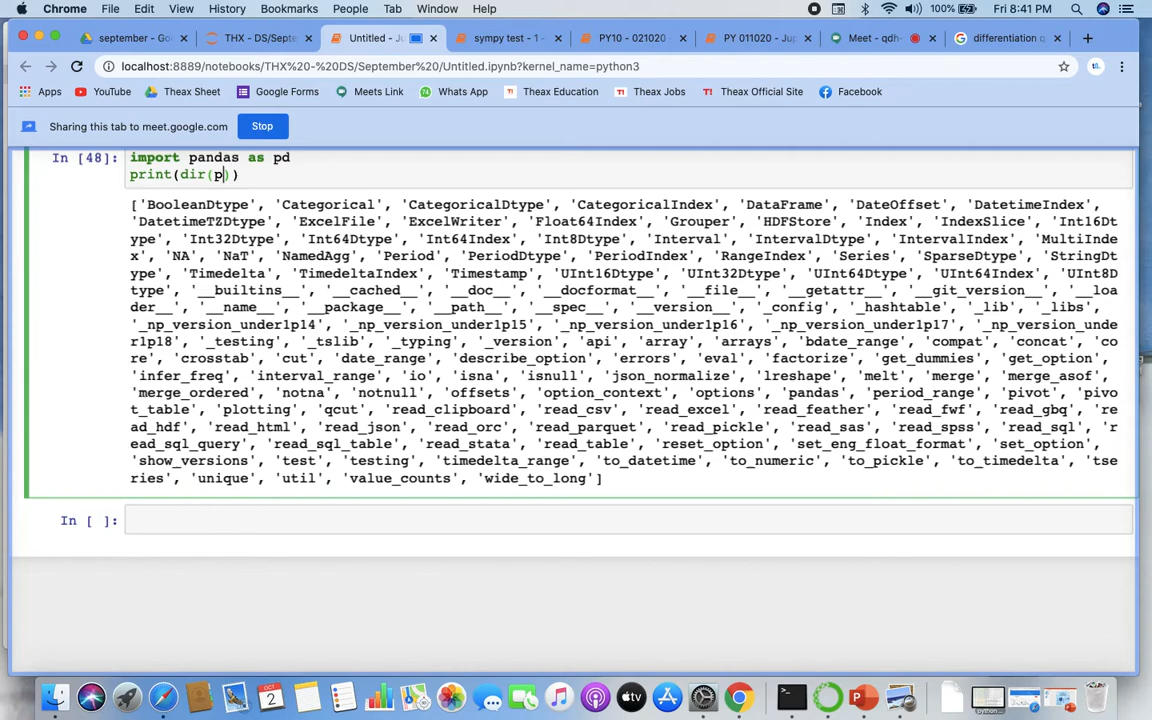 Chrome File Edit View History Bookmarks People Tab Window Help 100% Fri 8:41 PM
september - Go THX - DS/Septe Untitled - Ju sympy test - 1 - PY10 - 021020 - PY 011020 - Jup Meet - qdh- differentiation q
localhost:8889/notebooks/THX%20-%20DS/September%20/Untitled.ipynb?kernel_name=python3
Apps YouTube Theax Sheet Google Forms Meets Link Whats App Theax Education Theax Jobs Theax Official Site Facebook
Sharing this tab to meet.google.com Stop
In [48]: import pandas as pd
print(dir(p))
['BooleanDtype', 'Categorical', 'CategoricalDtype', 'CategoricalIndex', 'DataFrame', 'DateOffset', 'DatetimeIndex',
'DatetimeTZDtype', 'ExcelFile', 'ExcelWriter', 'Float64Index', 'Grouper', 'HDFStore', 'Index', 'IndexSlice', 'Int16Dt
ype', 'Int32Dtype', 'Int64Dtype', 'Int64Index', 'Int8Dtype', 'Interval', 'IntervalDtype', 'IntervalIndex', 'MultiInde
x', 'NA', 'NaT', 'NamedAgg', 'Period', 'PeriodDtype', 'PeriodIndex', 'RangeIndex', 'Series', 'SparseDtype', 'StringDt
ype', 'Timedelta', 'TimedeltaIndex', 'Timestamp', 'UInt16Dtype', 'UInt32Dtype', 'UInt64Dtype', 'UInt64Index', 'UInt8D
type', '__builtins__', '__cached__', '__doc__', '__docformat__', '__file__', '__getattr__', '__git_version__', '__loa
der__', '__name__', '__package__', '__path__', '__spec__', '__version__', '_config', '_hashtable', '_lib', '_libs',
'_np_version_under1p14', '_np_version_under1p15', '_np_version_under1p16', '_np_version_under1p17', '_np_version_unde
r1p18', '_testing', '_tslib', '_typing', '_version', 'api', 'array', 'arrays', 'bdate_range', 'compat', 'concat', 'co
re', 'crosstab', 'cut', 'date_range', 'describe_option', 'errors', 'eval', 'factorize', 'get_dummies', 'get_option',
'infer_freq', 'interval_range', 'io', 'isna', 'isnull', 'json_normalize', 'lreshape', 'melt', 'merge', 'merge_asof',
'merge_ordered', 'notna', 'notnull', 'offsets', 'option_context', 'options', 'pandas', 'period_range', 'pivot', 'pivo
t_table', 'plotting', 'qcut', 'read_clipboard', 'read_csv', 'read_excel', 'read_feather', 'read_fwf', 'read_gbq', 're
ad_hdf', 'read_html', 'read_json', 'read_orc', 'read_parquet', 'read_pickle', 'read_sas', 'read_spss', 'read_sql', 'r
ead_sql_query', 'read_sql_table', 'read_stata', 'read_table', 'reset_option', 'set_eng_float_format', 'set_option',
'show_versions', 'test', 'testing', 'timedelta_range', 'to_datetime', 'to_numeric', 'to_pickle', 'to_timedelta', 'tse
ries', 'unique', 'util', 'value_counts', 'wide_to_long']
In [ ]:
OCT
2